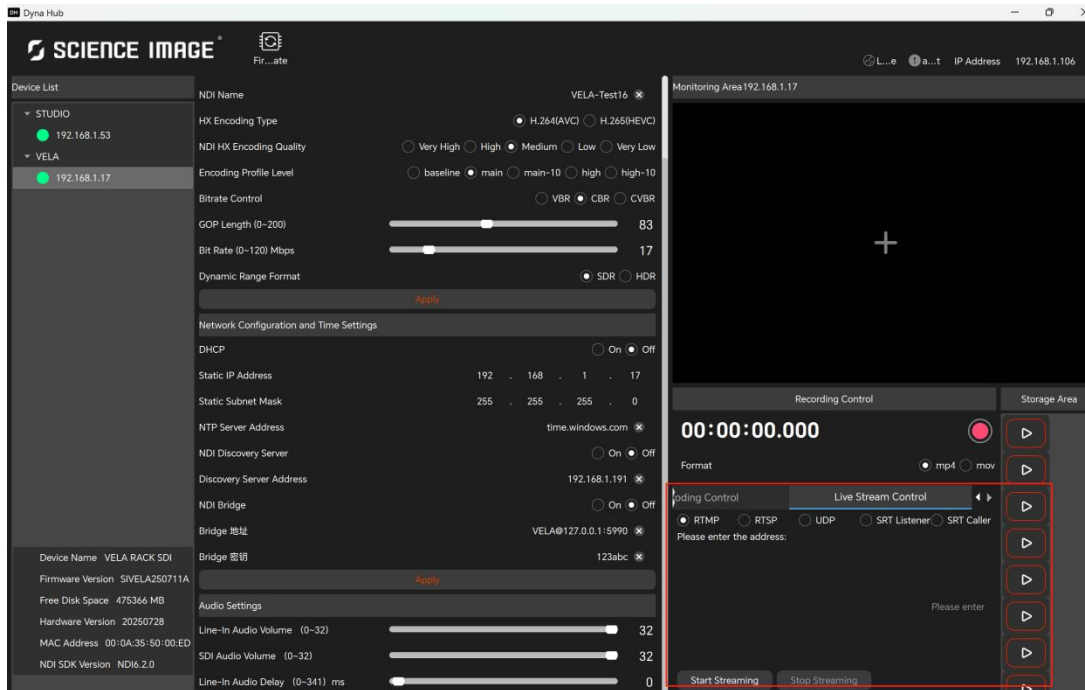 Dyna Hub
SCIENCE IMAGE
Fir...ate
L...e a...t IP Address 192.168.1.106
Device List
STUDIO
192.168.1.53
VELA
192.168.1.17
Device Name VELA RACK SDI
Firmware Version SIVELA250711A
Free Disk Space 475366 MB
Hardware Version 20250728
MAC Address 00:0A:35:50:00:ED
NDI SDK Version NDI6.2.0
NDI Name VELA-Test16
HX Encoding Type H.264(AVC) H.265(HEVC)
NDI HX Encoding Quality Very High High Medium Low Very Low
Encoding Profile Level baseline main main-10 high high-10
Bitrate Control VBR CBR CVBR
GOP Length (0~200) 83
Bit Rate (0~120) Mbps 17
Dynamic Range Format SDR HDR
Apply
Network Configuration and Time Settings
DHCP On Off
Static IP Address 192 . 168 . 1 . 17
Static Subnet Mask 255 . 255 . 255 . 0
NTP Server Address time.windows.com
NDI Discovery Server On Off
Discovery Server Address 192.168.1.191
NDI Bridge On Off
Bridge 地址 VELA@127.0.0.1:5990
Bridge 密钥 123abc
Apply
Audio Settings
Line-In Audio Volume (0~32) 32
SDI Audio Volume (0~32) 32
Line-In Audio Delay (0~341) ms 0
Monitoring Area192.168.1.17
Recording Control
Storage Area
00:00:00.000
Format mp4 mov
oding Control Live Stream Control
RTMP RTSP UDP SRT Listener SRT Caller
Please enter the address:
Please enter
Start Streaming Stop Streaming